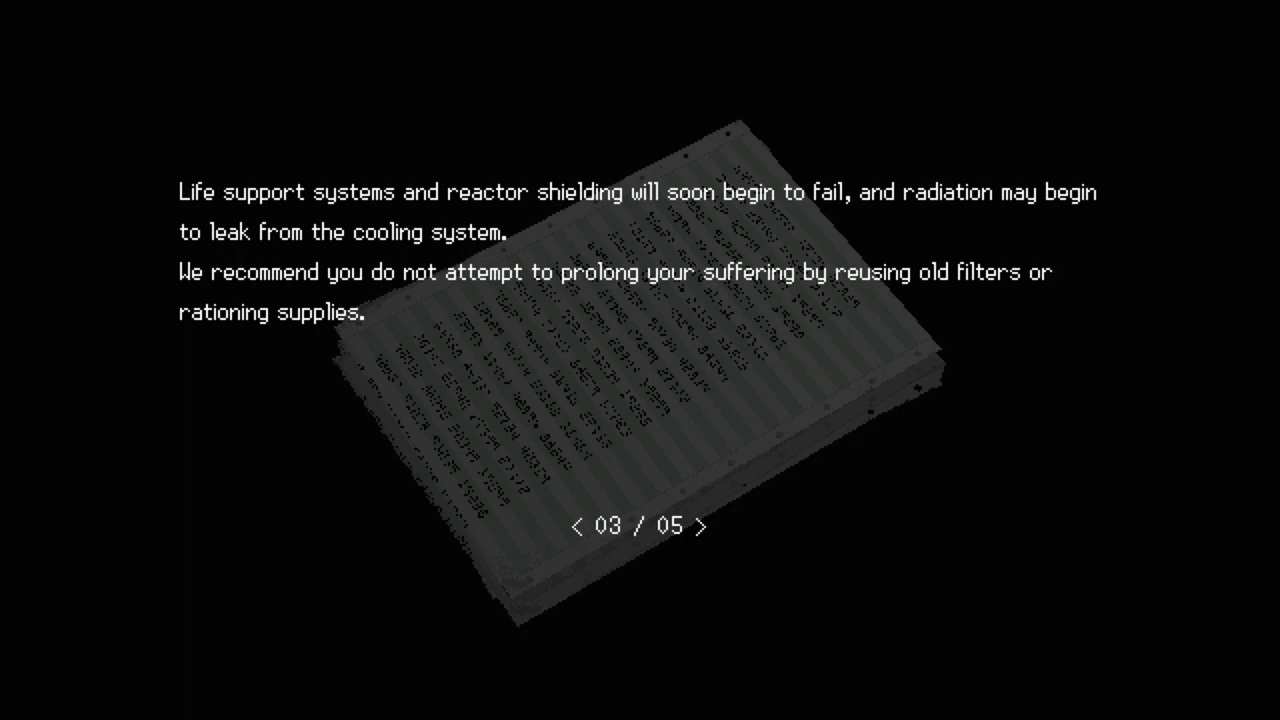 Life support systems and reactor shielding will soon begin to fail, and radiation may begin
to leak from the cooling system.
We recommend you do not attempt to prolong your suffering by reusing old filters or
rationing supplies.
< 03 / 05 >